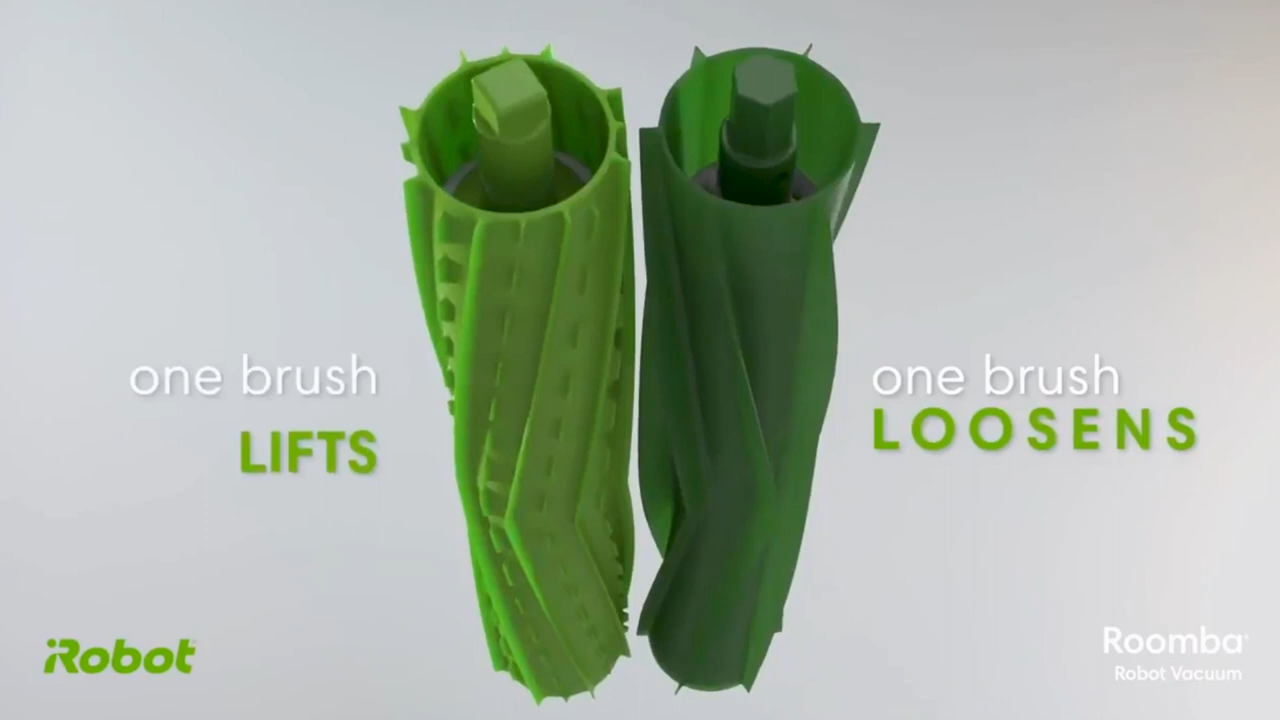 one brush
LIFTS
one brush
LOOSENS
iRobot
Roomba
Robot Vacuum